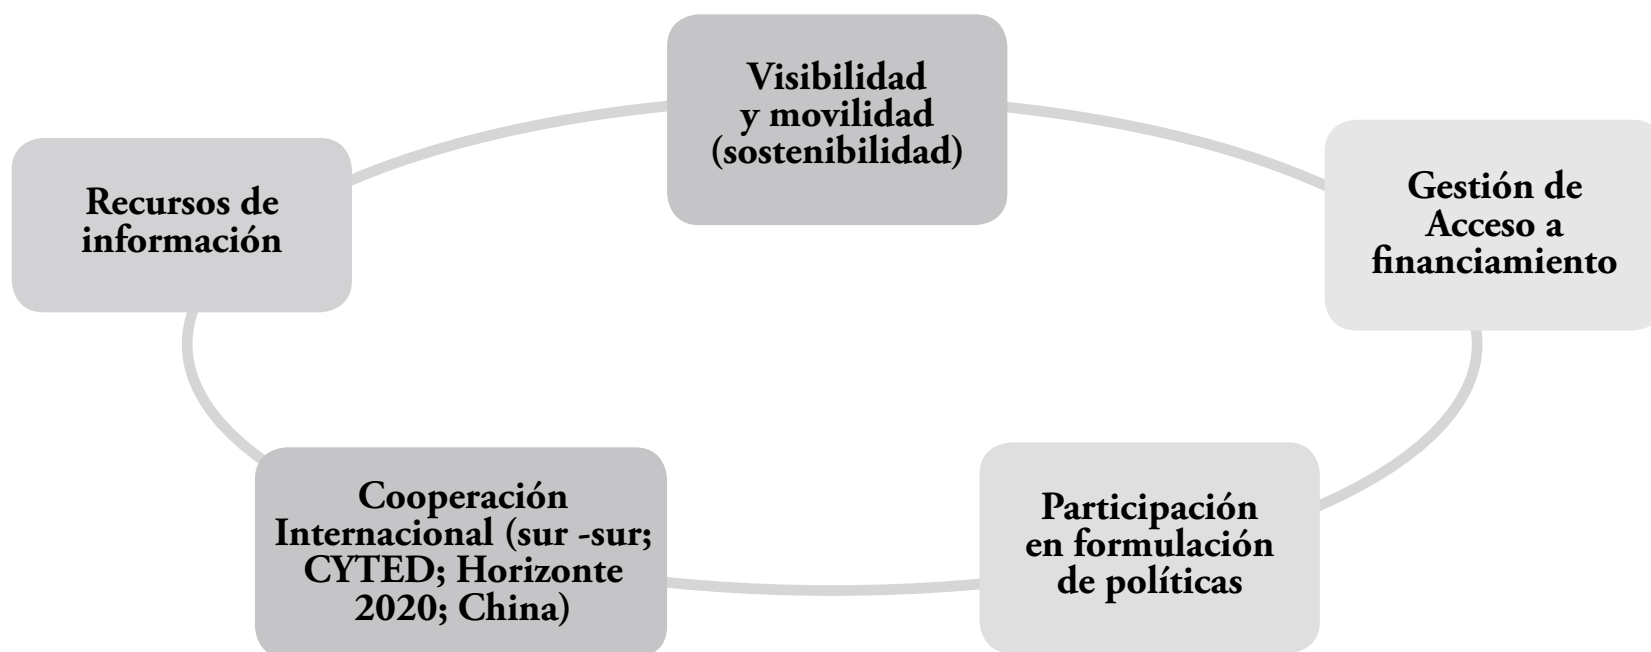 Visibilidad
y movilidad
(sostenibilidad)
Recursos de
información
Gestión de
Acceso a
financiamiento
Cooperación
Internacional (sur -sur;
CYTED; Horizonte
2020; China)
Participación
en formulación
de políticas